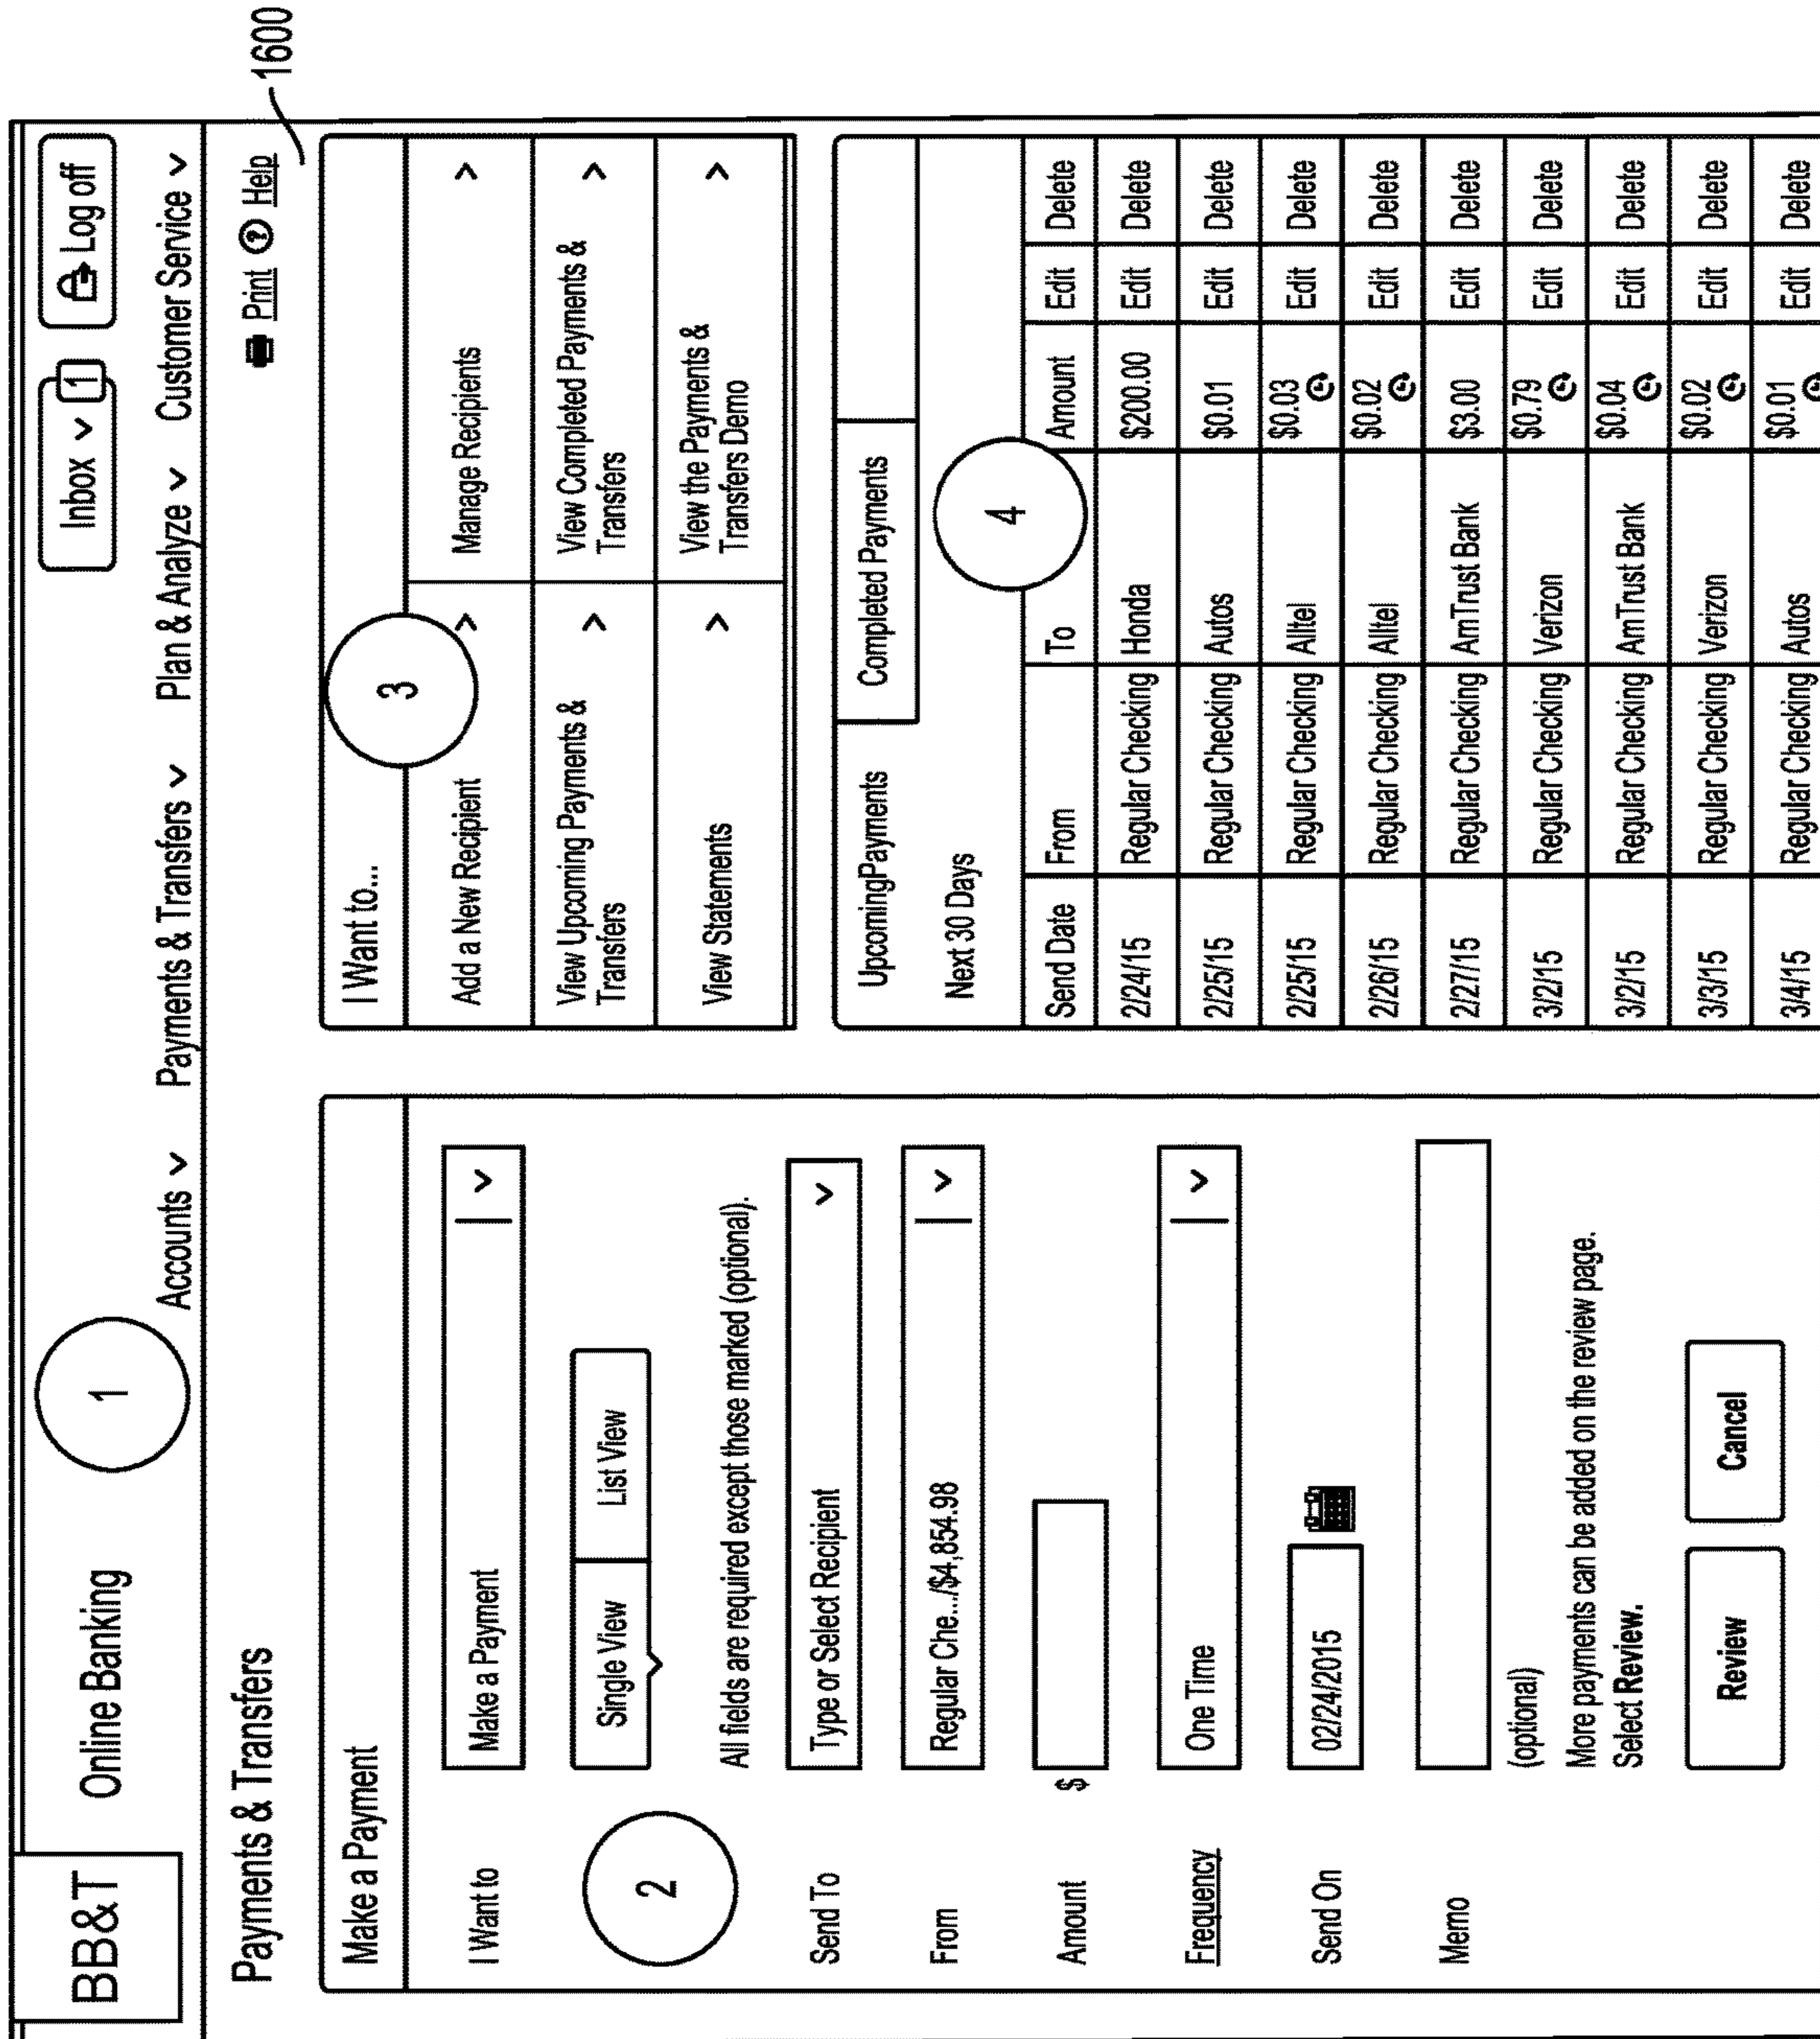 BB&T Online Banking 1 Inbox 1 Log off
Accounts Payments & Transfers Plan & Analyze Customer Service
Payments & Transfers Print ? Help
1600
Make a Payment
I Want to Make a Payment
Single View List View
2
All fields are required except those marked (optional).
Send To Type or Select Recipient
From Regular Che.../$4,854.98
Amount $
Frequency One Time
Send On 02/24/2015
Memo
(optional)
More payments can be added on the review page.
Select Review.
Review Cancel
I Want to...
3
Add a New Recipient > Manage Recipients >
View Upcoming Payments &
Transfers >
View Completed Payments &
Transfers >
View Statements >
View the Payments &
Transfers Demo >
UpcomingPayments Completed Payments
Next 30 Days
4
Send Date From To Amount Edit Delete
2/24/15 Regular Checking Honda $200.00 Edit Delete
2/25/15 Regular Checking Autos $0.01 Edit Delete
2/25/15 Regular Checking Alltel $0.03 Edit Delete
2/26/15 Regular Checking Alltel $0.02 Edit Delete
2/27/15 Regular Checking AmTrust Bank $3.00 Edit Delete
3/2/15 Regular Checking Verizon $0.79 Edit Delete
3/2/15 Regular Checking AmTrust Bank $0.04 Edit Delete
3/3/15 Regular Checking Verizon $0.02 Edit Delete
3/4/15 Regular Checking Autos $0.01 Edit Delete